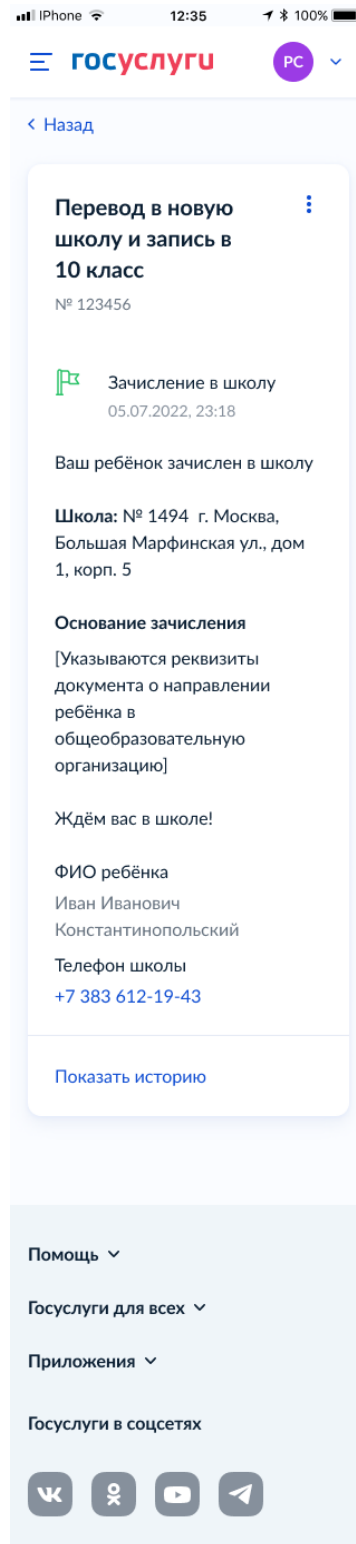 IPhone 12:35 100%
госуслуги РС
Назад
Перевод в новую
школу и запись в
10 класс
№ 123456
Зачисление в школу
05.07.2022, 23:18
Ваш ребёнок зачислен в школу
Школа: № 1494 г. Москва,
Большая Марфинская ул., дом
1, корп. 5
Основание зачисления
[Указываются реквизиты
документа о направлении
ребёнка в
общеобразовательную
организацию]
Ждём вас в школе!
ФИО ребёнка
Иван Иванович
Константинопольский
Телефон школы
+7 383 612-19-43
Показать историю
Помощь
Госуслуги для всех
Приложения
Госуслуги в соцсетях